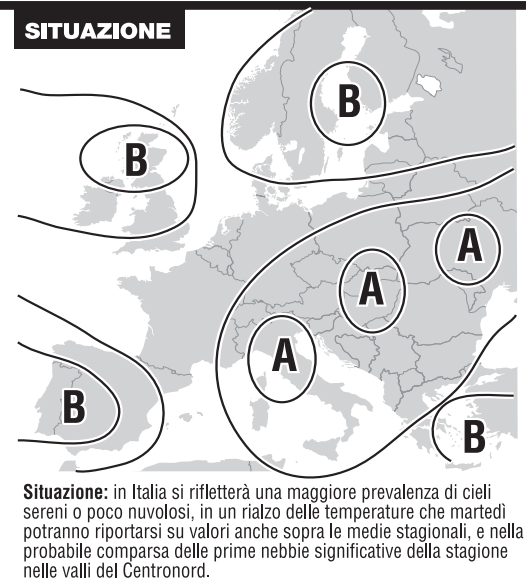 SITUAZIONE
B
B
A
A
A
B
B
Situazione: in Italia si rifletterà una maggiore prevalenza di cieli
sereni o poco nuvolosi, in un rialzo delle temperature che martedì
potranno riportarsi su valori anche sopra le medie stagionali, e nella
probabile comparsa delle prime nebbie significative della stagione
nelle valli del Centronord.